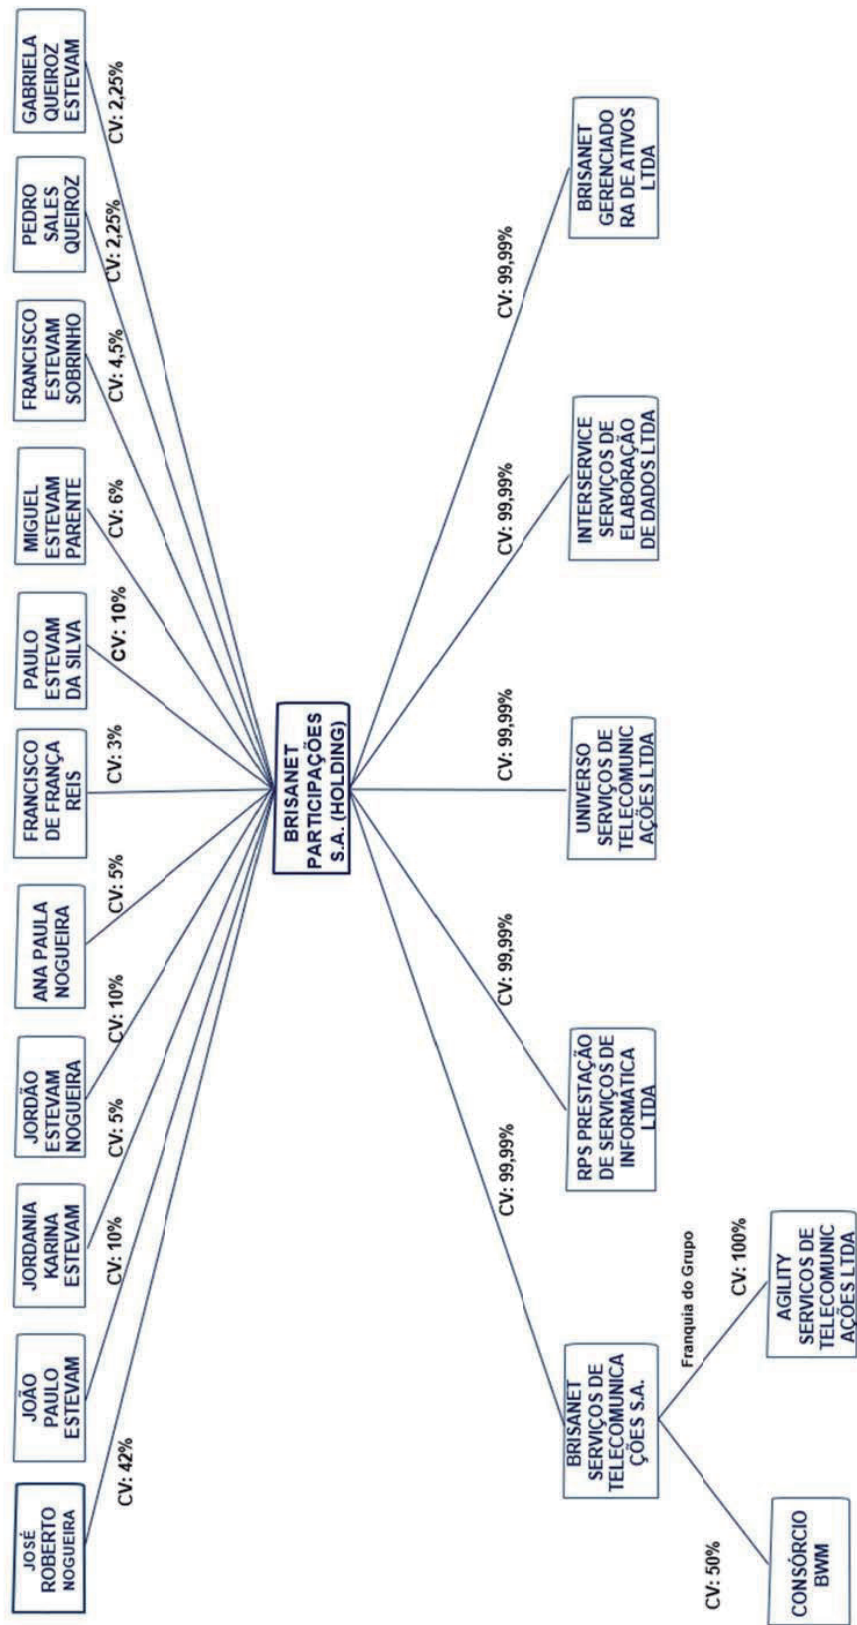 JOSÉ
ROBERTO
NOGUEIRA
JOÃO
PAULO
ESTEVAM
JORDANIA
KARINA
ESTEVAM
JORDÃO
ESTEVAM
NOGUEIRA
ANA PAULA
NOGUEIRA
FRANCISCO
DE FRANÇA
REIS
PAULO
ESTEVAM
DA SILVA
MIGUEL
ESTEVAM
PARENTE
FRANCISCO
ESTEVAM
SOBRINHO
PEDRO
SALES
QUEIROZ
GABRIELA
QUEIROZ
ESTEVAM
CV: 42%
CV: 10%
CV: 5%
CV: 10%
CV: 5%
CV: 3%
CV: 10%
CV: 6%
CV: 4,5%
CV: 2,25%
CV: 2,25%
BRISANET
PARTICIPAÇÕES
S.A. (HOLDING)
CV: 99,99%
CV: 99,99%
CV: 99,99%
CV: 99,99%
CV: 99,99%
BRISANET
SERVIÇOS DE
TELECOMUNICA
ÇÕES S.A.
RPS PRESTAÇÃO
DE SERVIÇOS DE
INFORMÁTICA
LTDA
UNIVERSO
SERVIÇOS DE
TELECOMUNIC
AÇÕES LTDA
INTERSERVICE
SERVIÇOS DE
ELABORAÇÃO
DE DADOS LTDA
BRISANET
GERENCIADO
RA DE ATIVOS
LTDA
CV: 50%
Franquia do Grupo
CV: 100%
CONSÓRCIO
BWM
AGILITY
SERVICOS DE
TELECOMUNIC
AÇÕES LTDA